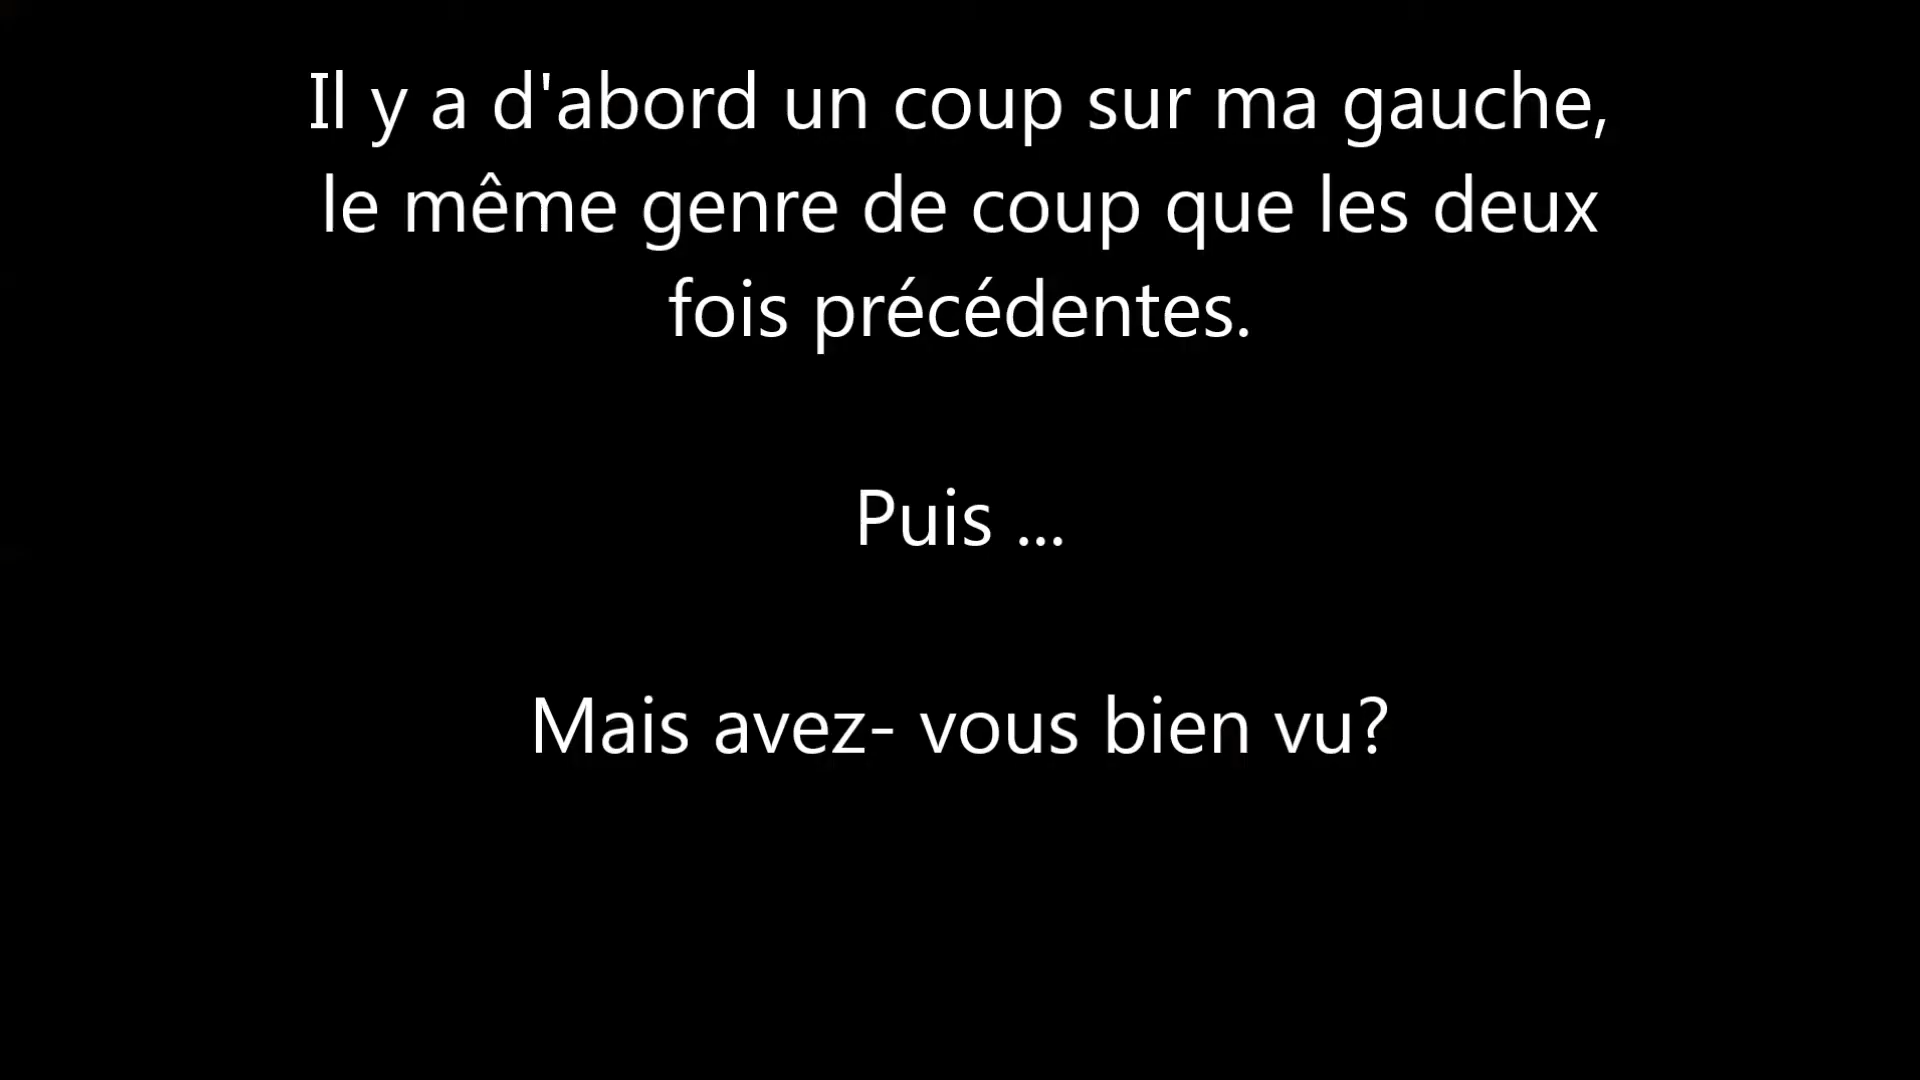 Il y a d'abord un coup sur ma gauche,
le même genre de coup que les deux
fois précédentes.
Puis ...
Mais avez- vous bien vu?